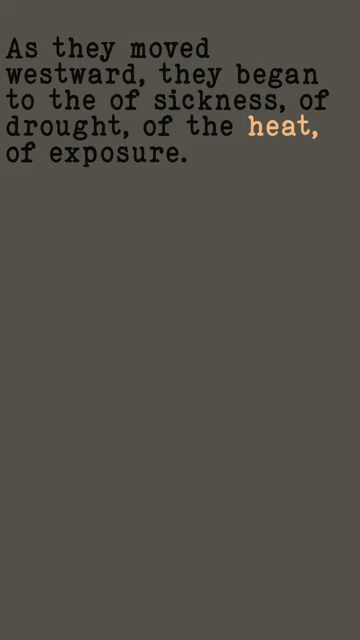 As they moved
westward, they began
to the of sickness, of
drought, of the heat,
of exposure.